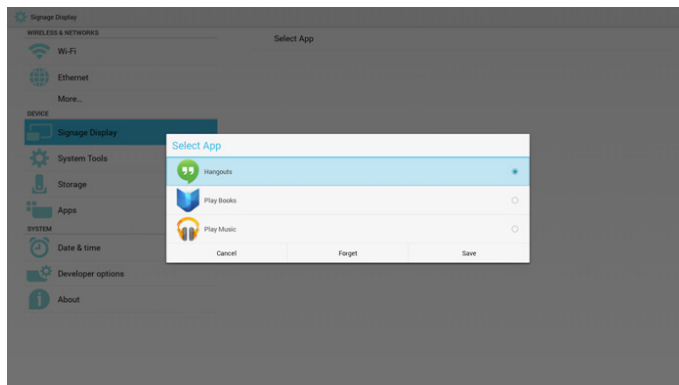 Signage Display
WIRELESS & NETWORKS
Wi-Fi
Ethernet
More...
DEVICE
Signage Display
System Tools
Storage
Apps
SYSTEM
Date & time
Developer options
About
Select App
Select App
Hangouts
Play Books
Play Music
Cancel Forget Save